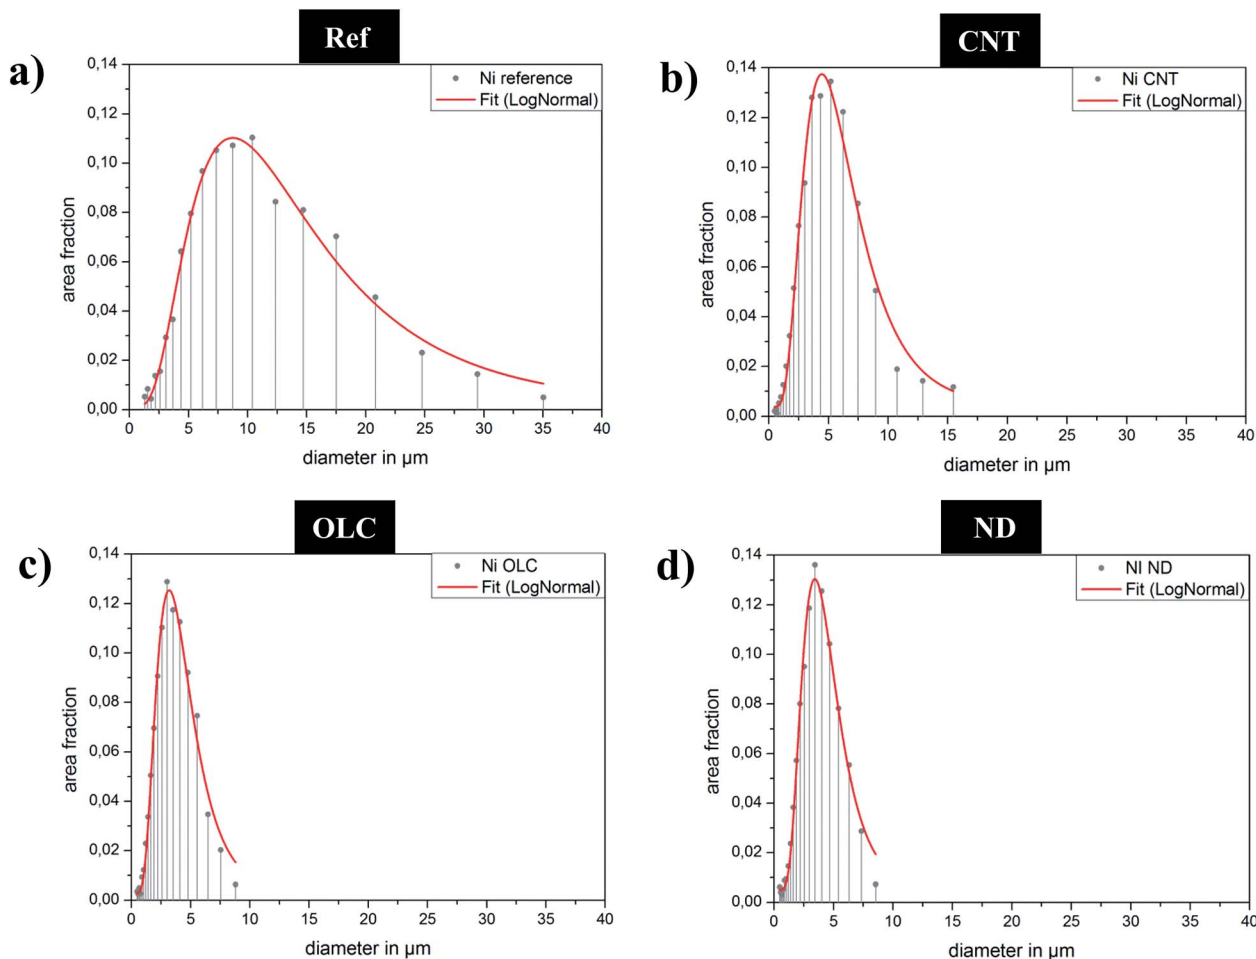 Ref
a)
0,14
0,12
0,10
0,08
0,06
0,04
0,02
0,00
area fraction
Ni reference
Fit (LogNormal)
0 5 10 15 20 25 30 35 40
diameter in µm
CNT
b)
0,14
0,12
0,10
0,08
0,06
0,04
0,02
0,00
area fraction
Ni CNT
Fit (LogNormal)
0 5 10 15 20 25 30 35 40
diameter in µm
OLC
c)
0,14
0,12
0,10
0,08
0,06
0,04
0,02
0,00
area fraction
Ni OLC
Fit (LogNormal)
0 5 10 15 20 25 30 35 40
diameter in µm
ND
d)
0,14
0,12
0,10
0,08
0,06
0,04
0,02
0,00
area fraction
NI ND
Fit (LogNormal)
0 5 10 15 20 25 30 35 40
diameter in µm